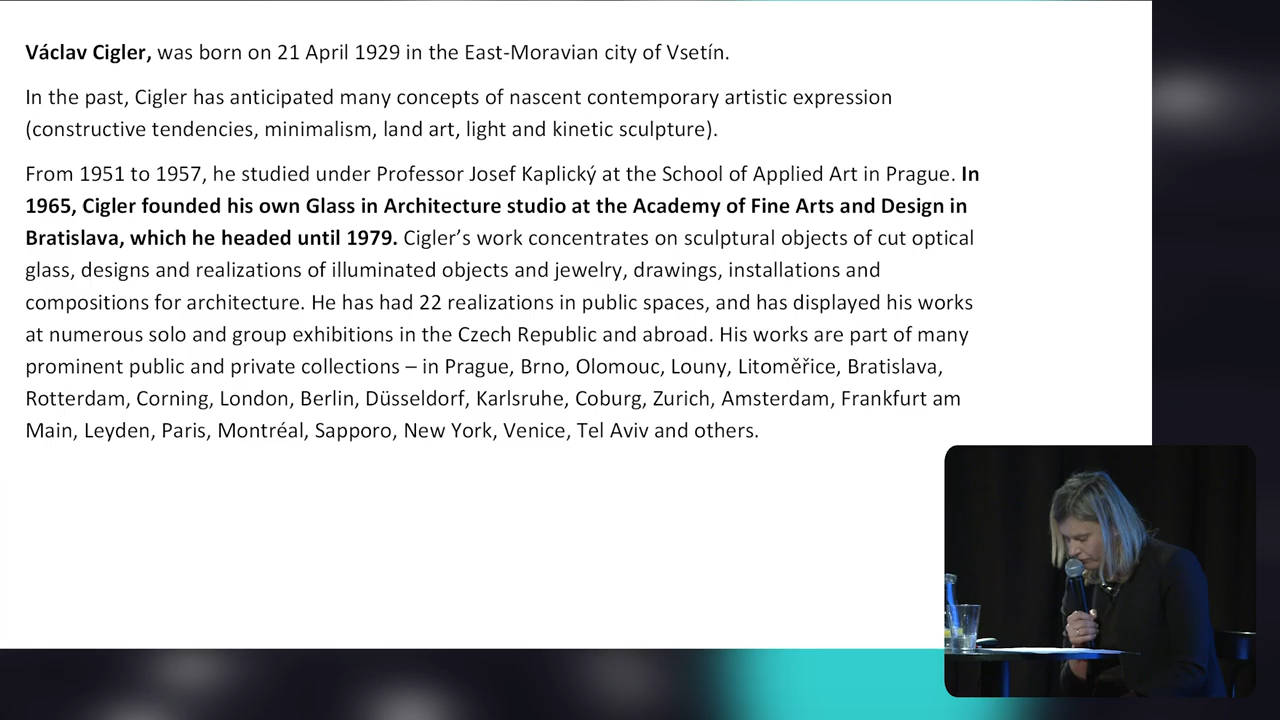 Václav Cigler, was born on 21 April 1929 in the East-Moravian city of Vsetín.
In the past, Cigler has anticipated many concepts of nascent contemporary artistic expression
(constructive tendencies, minimalism, land art, light and kinetic sculpture).
From 1951 to 1957, he studied under Professor Josef Kaplický at the School of Applied Art in Prague. In
1965, Cigler founded his own Glass in Architecture studio at the Academy of Fine Arts and Design in
Bratislava, which he headed until 1979. Cigler’s work concentrates on sculptural objects of cut optical
glass, designs and realizations of illuminated objects and jewelry, drawings, installations and
compositions for architecture. He has had 22 realizations in public spaces, and has displayed his works
at numerous solo and group exhibitions in the Czech Republic and abroad. His works are part of many
prominent public and private collections – in Prague, Brno, Olomouc, Louny, Litoměřice, Bratislava,
Rotterdam, Corning, London, Berlin, Düsseldorf, Karlsruhe, Coburg, Zurich, Amsterdam, Frankfurt am
Main, Leyden, Paris, Montréal, Sapporo, New York, Venice, Tel Aviv and others.